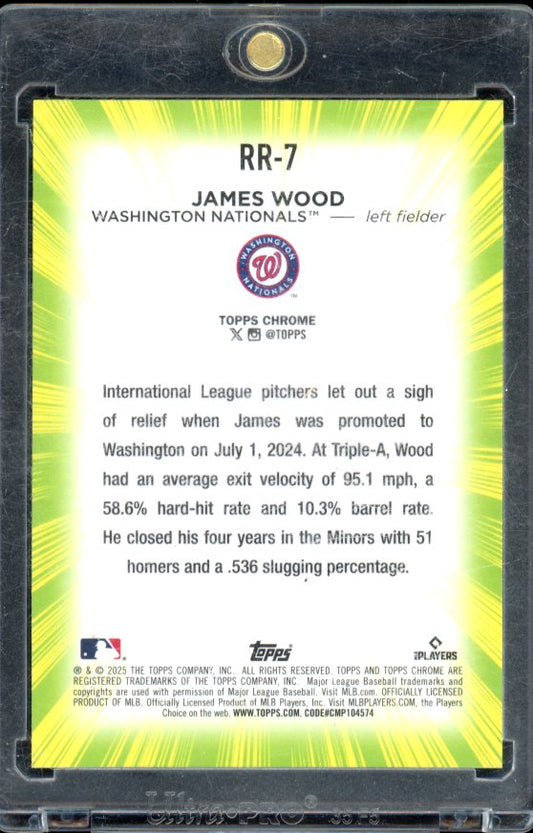 RR-7
JAMES WOOD
WASHINGTON NATIONALS™ — left fielder
WASHINGTON
W
NATIONALS
™
TOPPS CHROME
@TOPPS
International League pitchers let out a sigh
of relief when James was promoted to
Washington on July 1, 2024. At Triple-A, Wood
had an average exit velocity of 95.1 mph, a
58.6% hard-hit rate and 10.3% barrel rate.
He closed his four years in the Minors with 51
homers and a .536 slugging percentage.
Topps
PLAYERS
® & © 2025 THE TOPPS COMPANY, INC. ALL RIGHTS RESERVED. TOPPS AND TOPPS CHROME ARE
REGISTERED TRADEMARKS OF THE TOPPS COMPANY, INC. Major League Baseball trademarks and
copyrights are used with permission of Major League Baseball. Visit MLB.com. OFFICIALLY LICENSED
PRODUCT OF MLB. Officially Licensed Product of MLB Players, Inc. Visit MLBPLAYERS.com, the Players
Choice on the web. WWW.TOPPS.COM. CODE#CMP104574
Ultra•PRO®